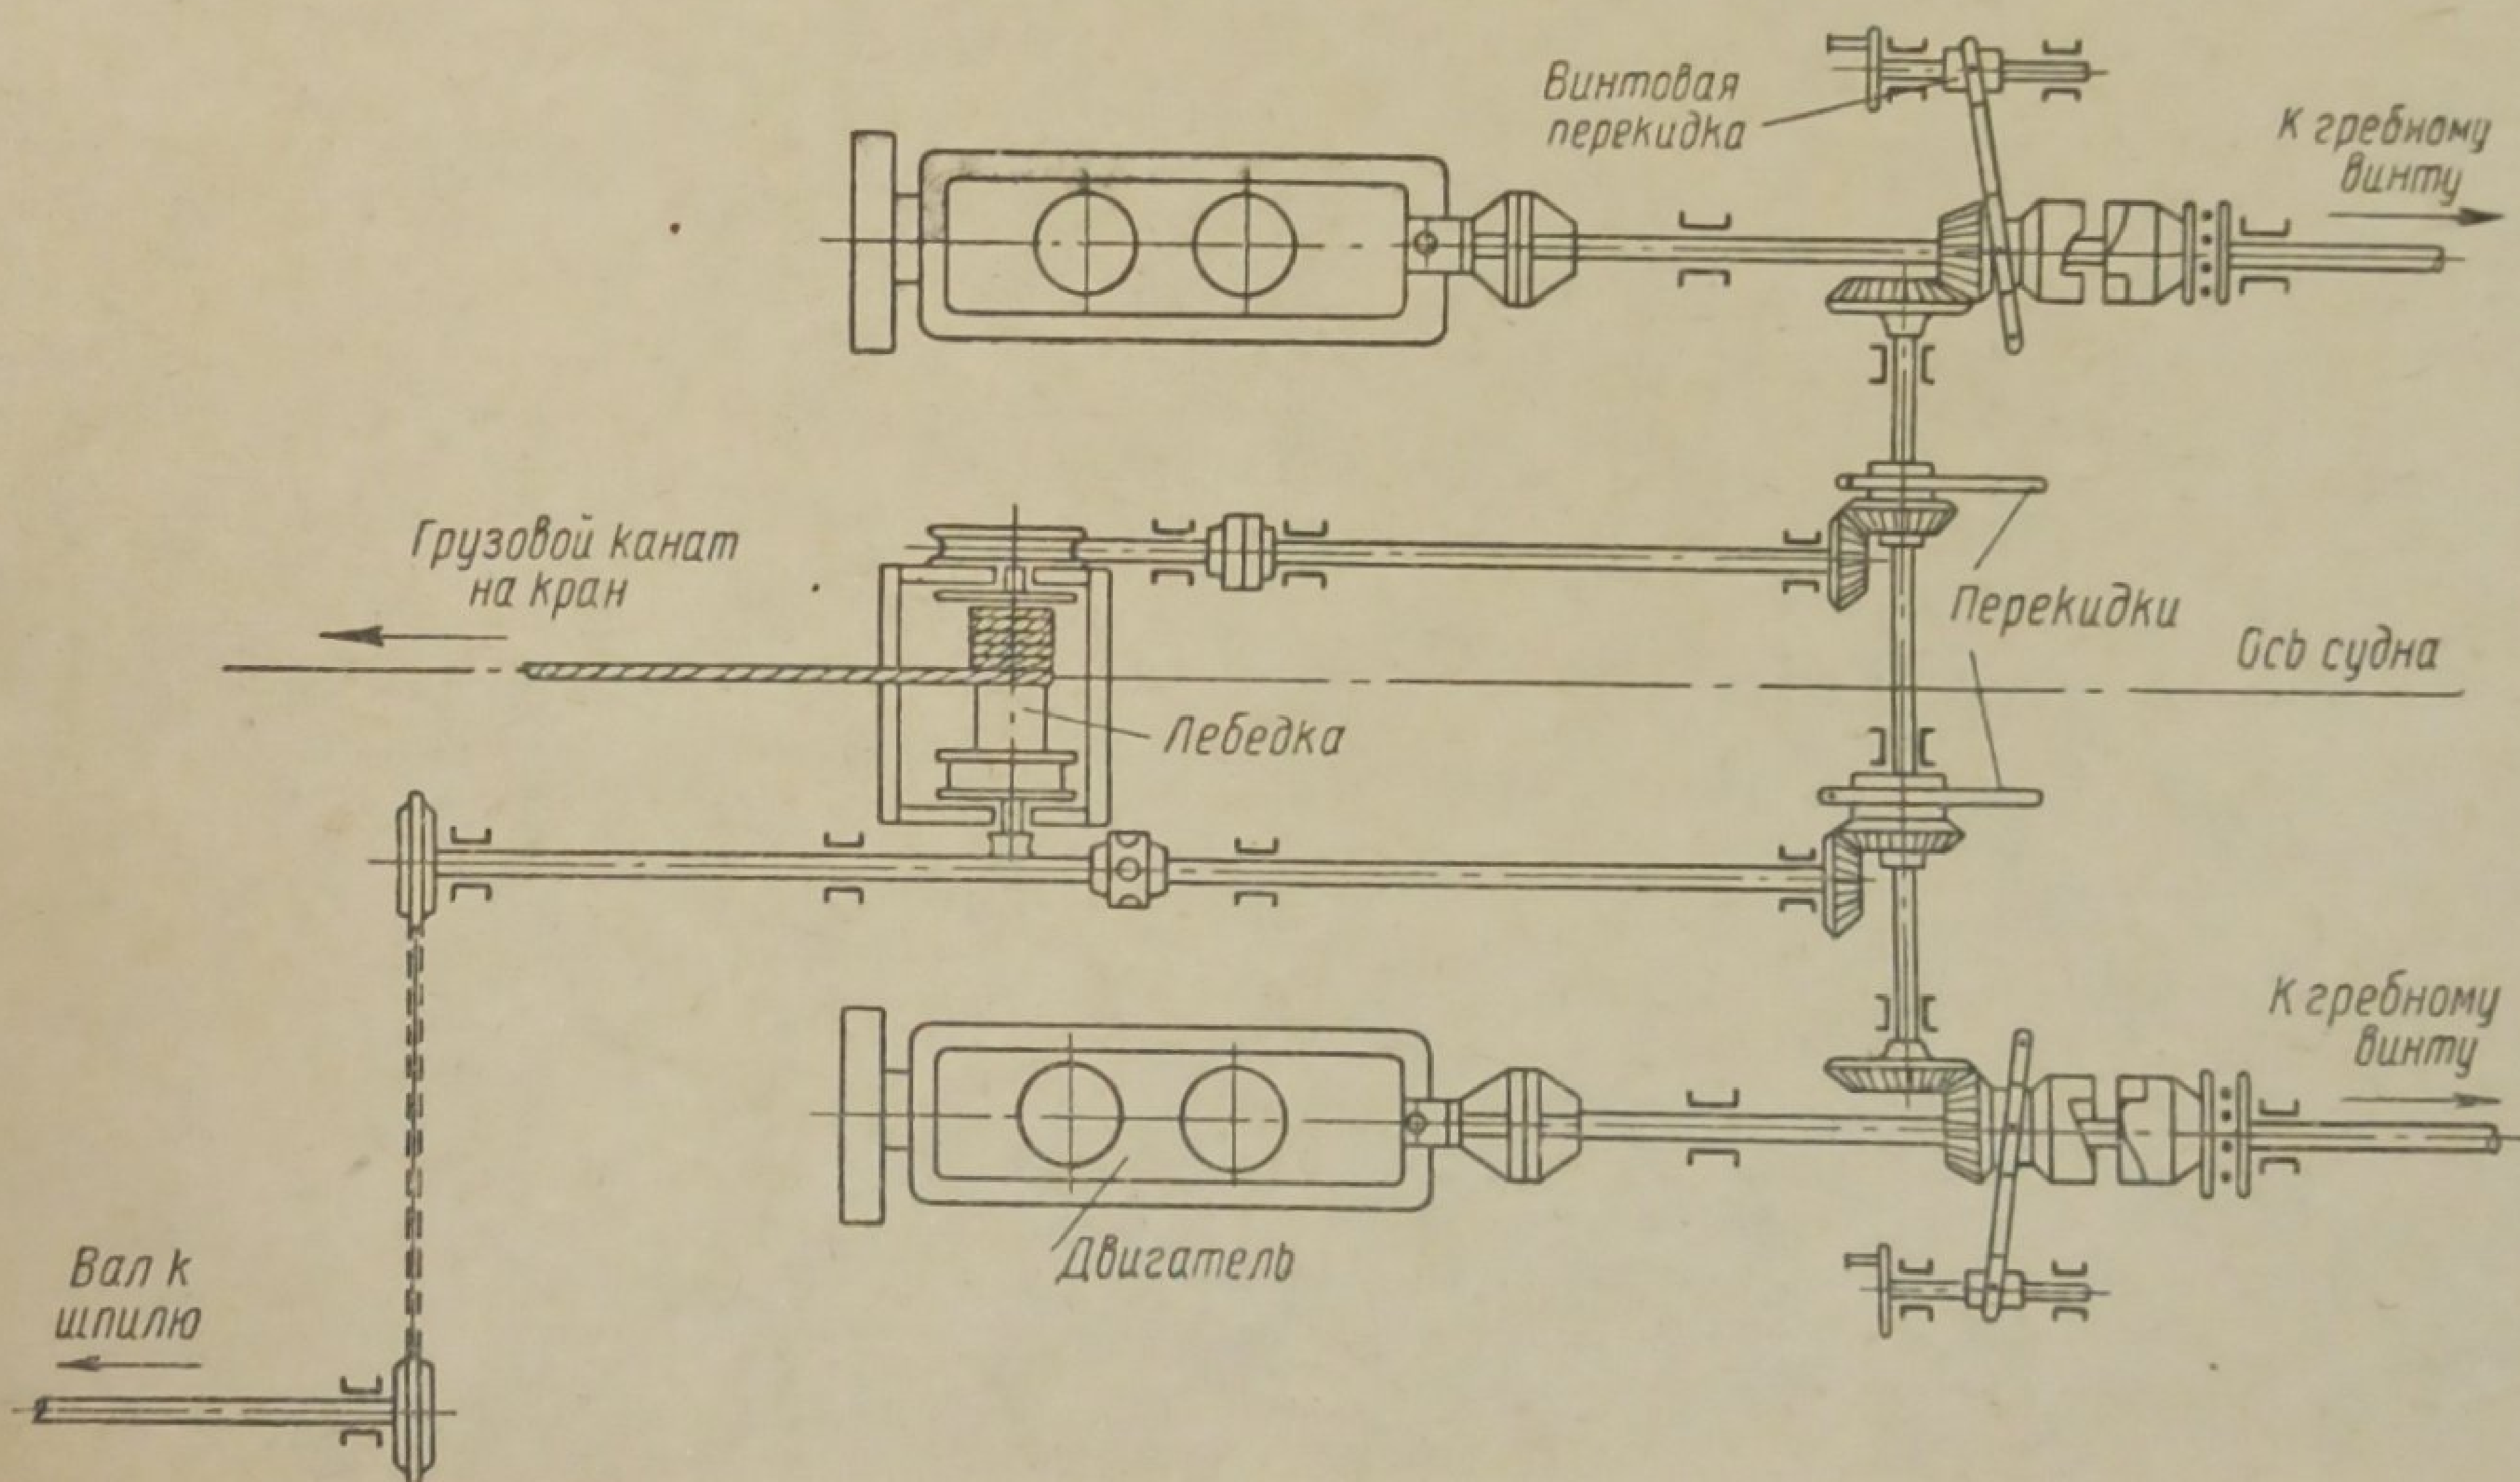 Винтовая
перекидка
К гребному
винту
Грузовой канат
на кран
Перекидки
Ось судна
Лебедка
К гребному
винту
Двигатель
Вал к
шпилю